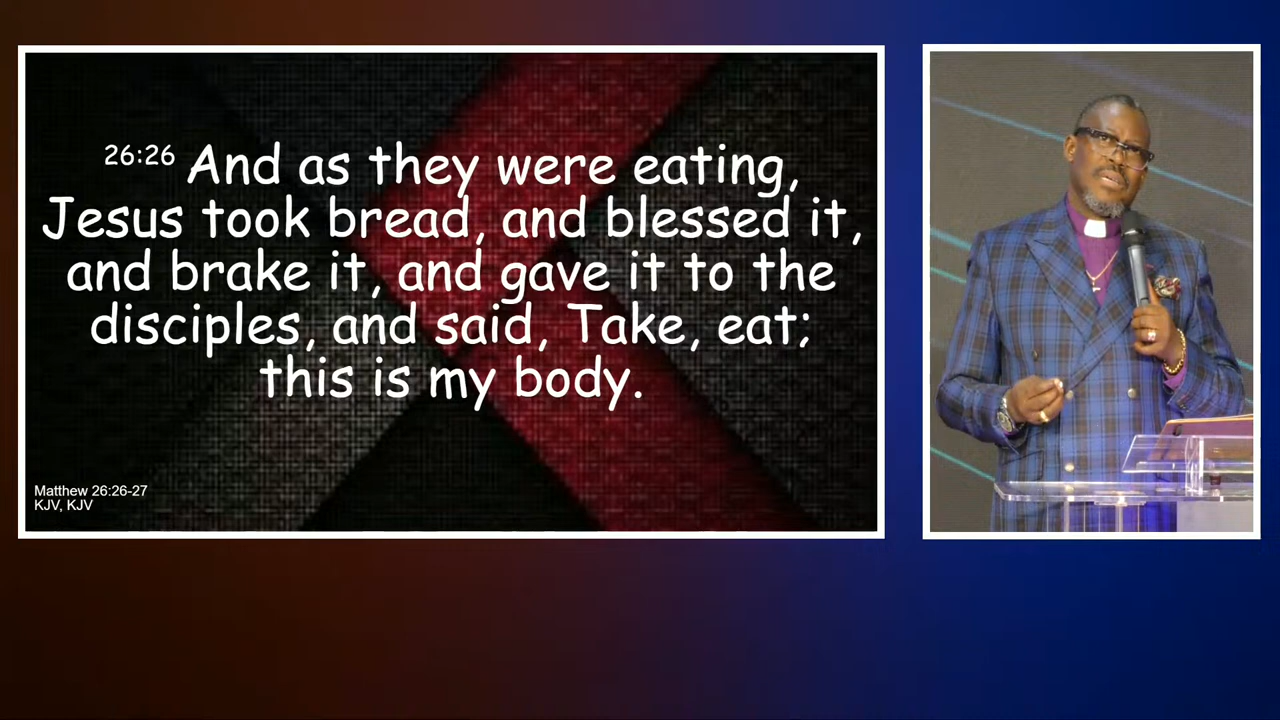 26:26 And as they were eating,
Jesus took bread, and blessed it,
and brake it, and gave it to the
disciples, and said, Take, eat;
this is my body.
Matthew 26:26-27
KJV, KJV